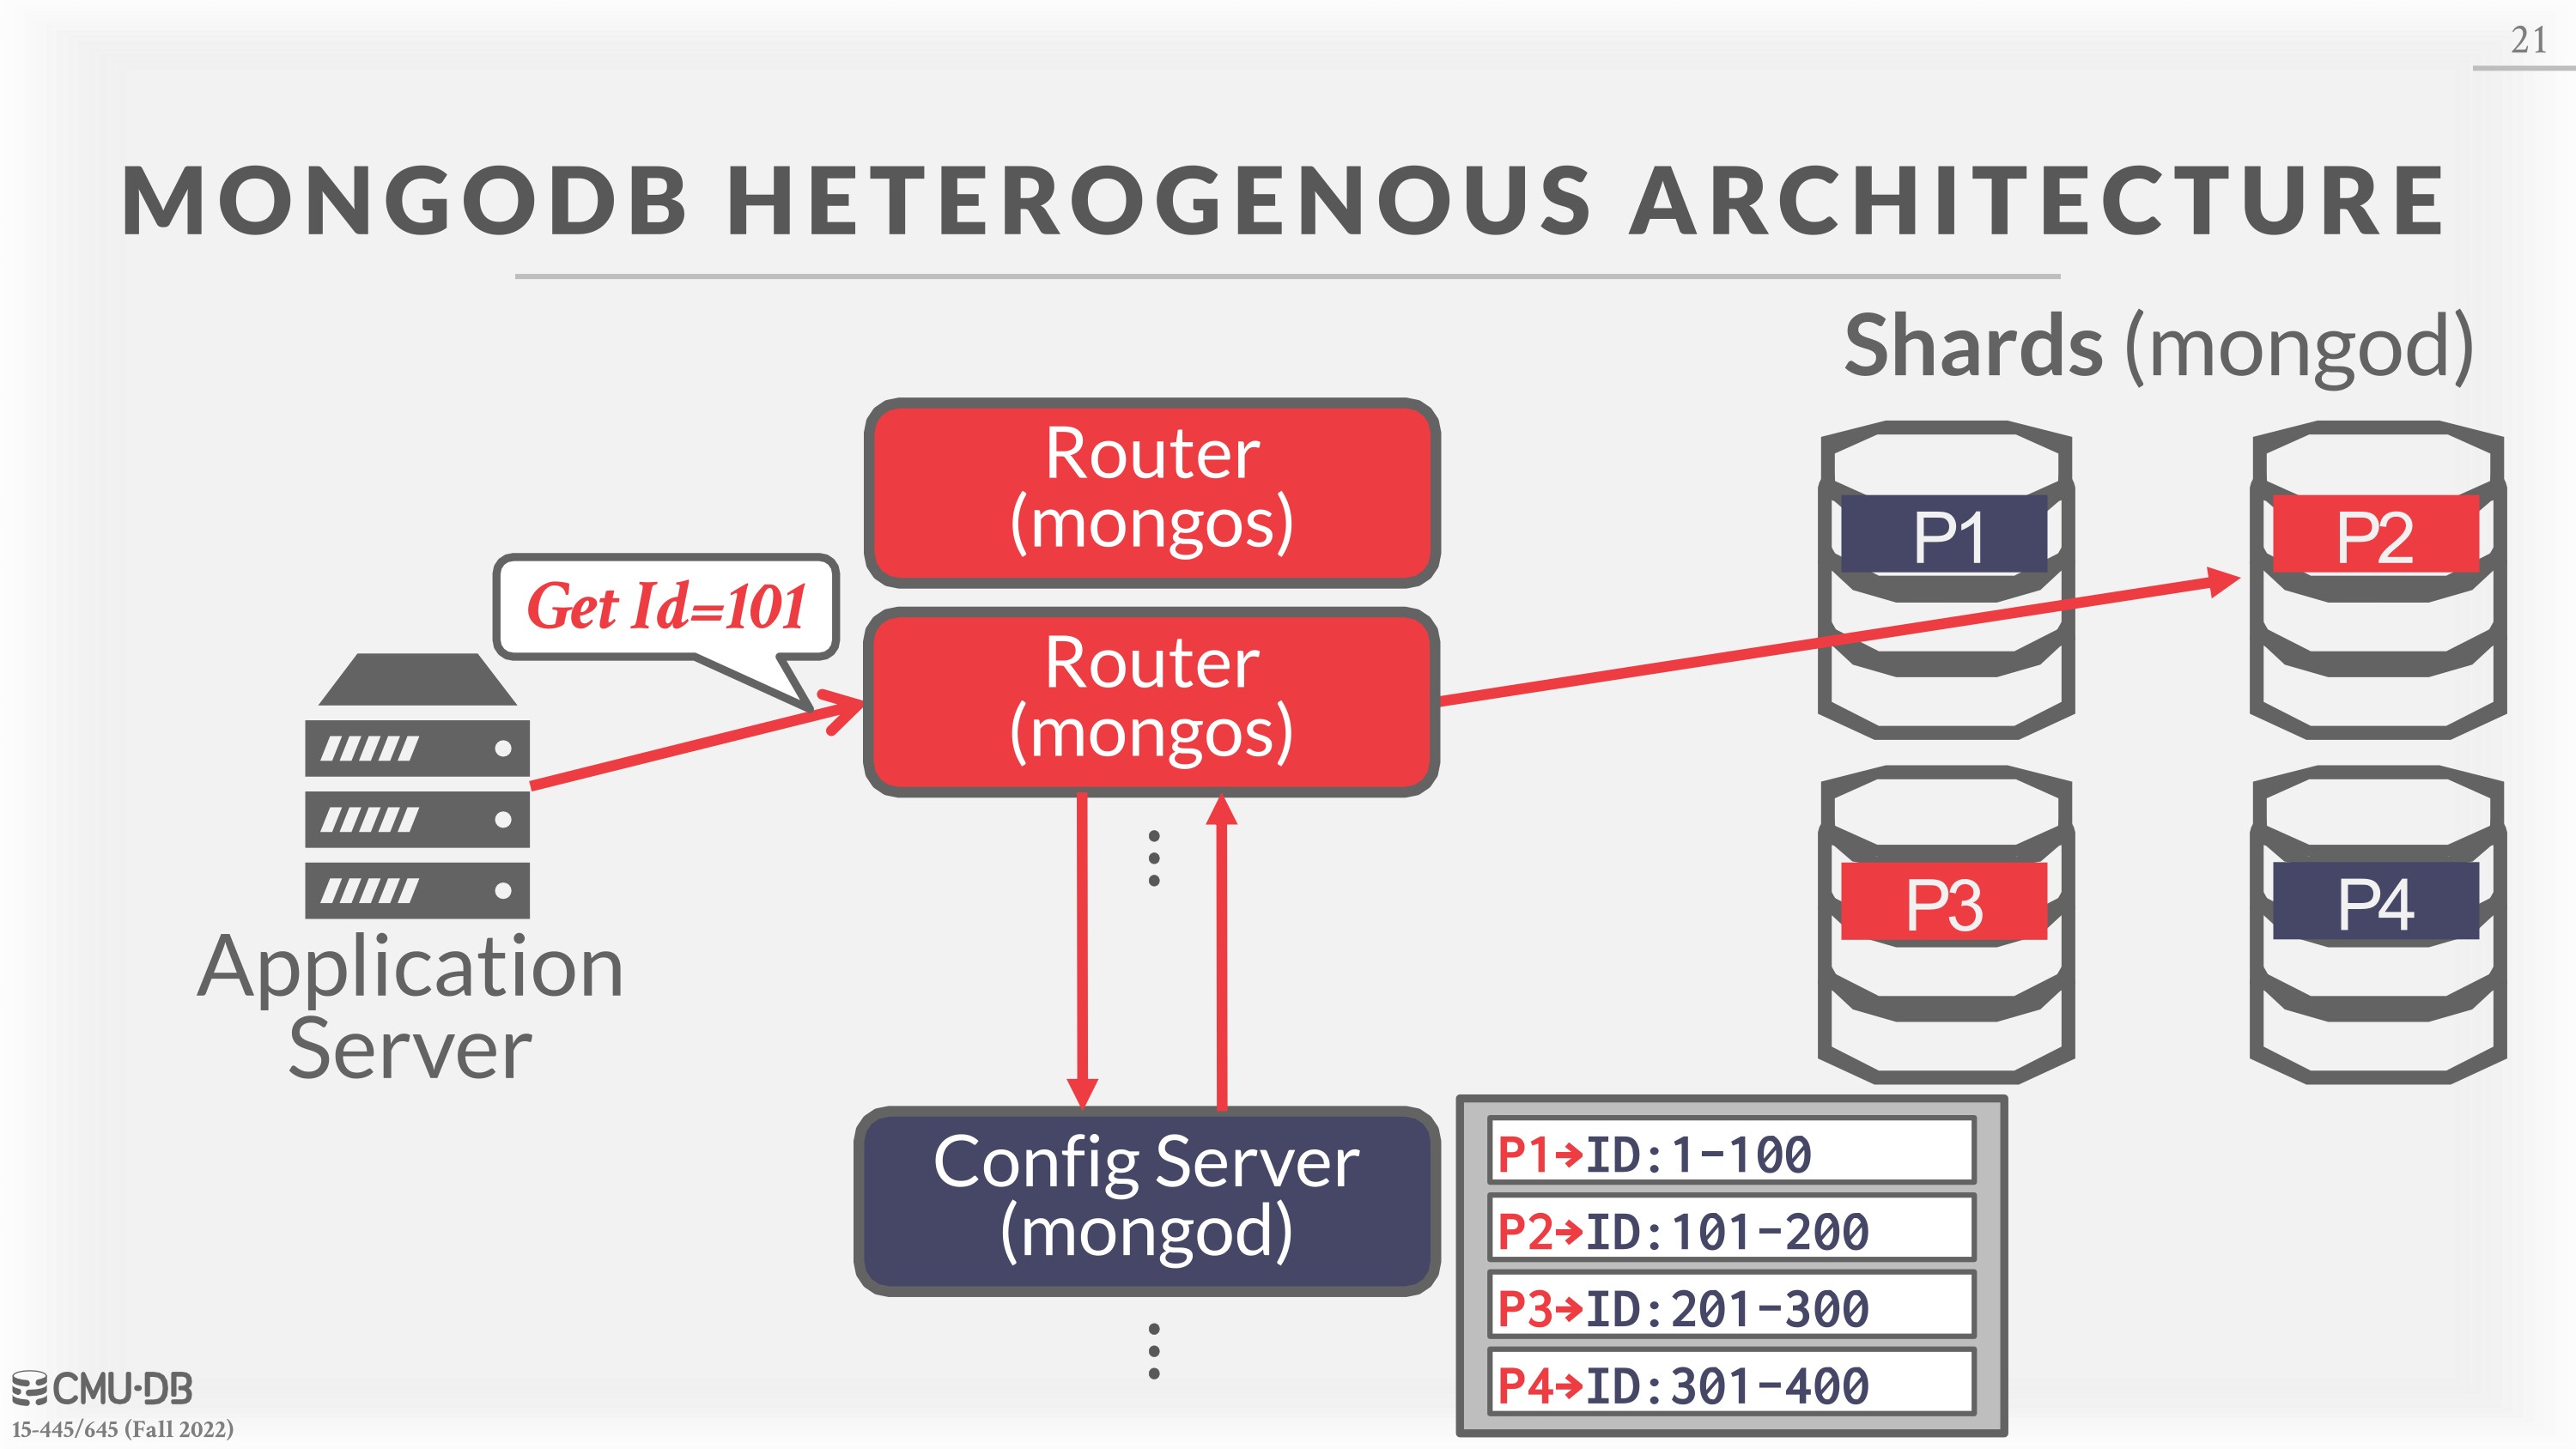 21
MONGODB HETEROGENOUS ARCHITECTURE
Shards (mongod)
Router
(mongos)
Get Id=101
Router
(mongos)
P1
P2
P3
P4
Application
Server
Config Server
(mongod)
P1→ID:1-100
P2→ID:101-200
P3→ID:201-300
P4→ID:301-400
CMU·DB
15-445/645 (Fall 2022)